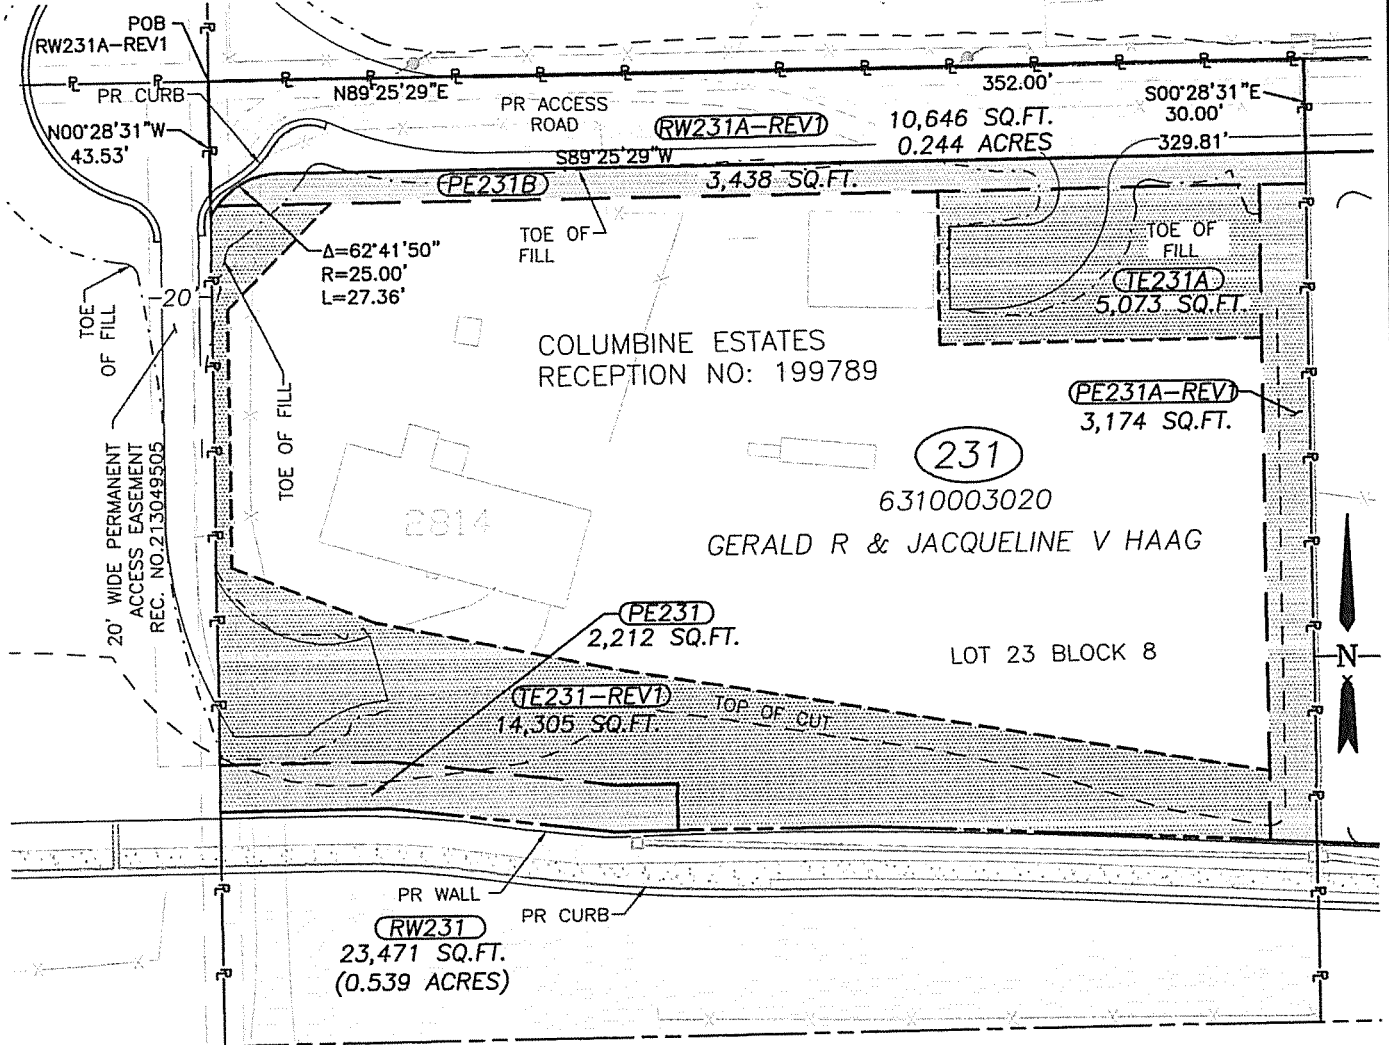 POB
RW231A-REV1
PR CURB
N00°28'31"W
43.53'
N89°25'29"E
PR ACCESS
ROAD
RW231A-REV1
352.00'
10,646 SQ.FT.
0.244 ACRES
S00°28'31"E
30.00'
329.81'
S89°25'29"W
PE231B
3,438 SQ.FT.
TOE OF
FILL
Δ=62°41'50"
R=25.00'
L=27.36'
TOE OF
FILL
TE231A
5,073 SQ.FT.
20'
TOE
OF FILL
TOE OF FILL
COLUMBINE ESTATES
RECEPTION NO: 199789
PE231A-REV1
3,174 SQ.FT.
231
6310003020
GERALD R & JACQUELINE V HAAG
2814
20' WIDE PERMANENT
ACCESS EASEMENT
REC. NO.213049505
PE231
2,212 SQ.FT.
LOT 23 BLOCK 8
N
TE231-REV1
14,305 SQ.FT.
TOP OF CUT
PR WALL
PR CURB
RW231
23,471 SQ.FT.
(0.539 ACRES)